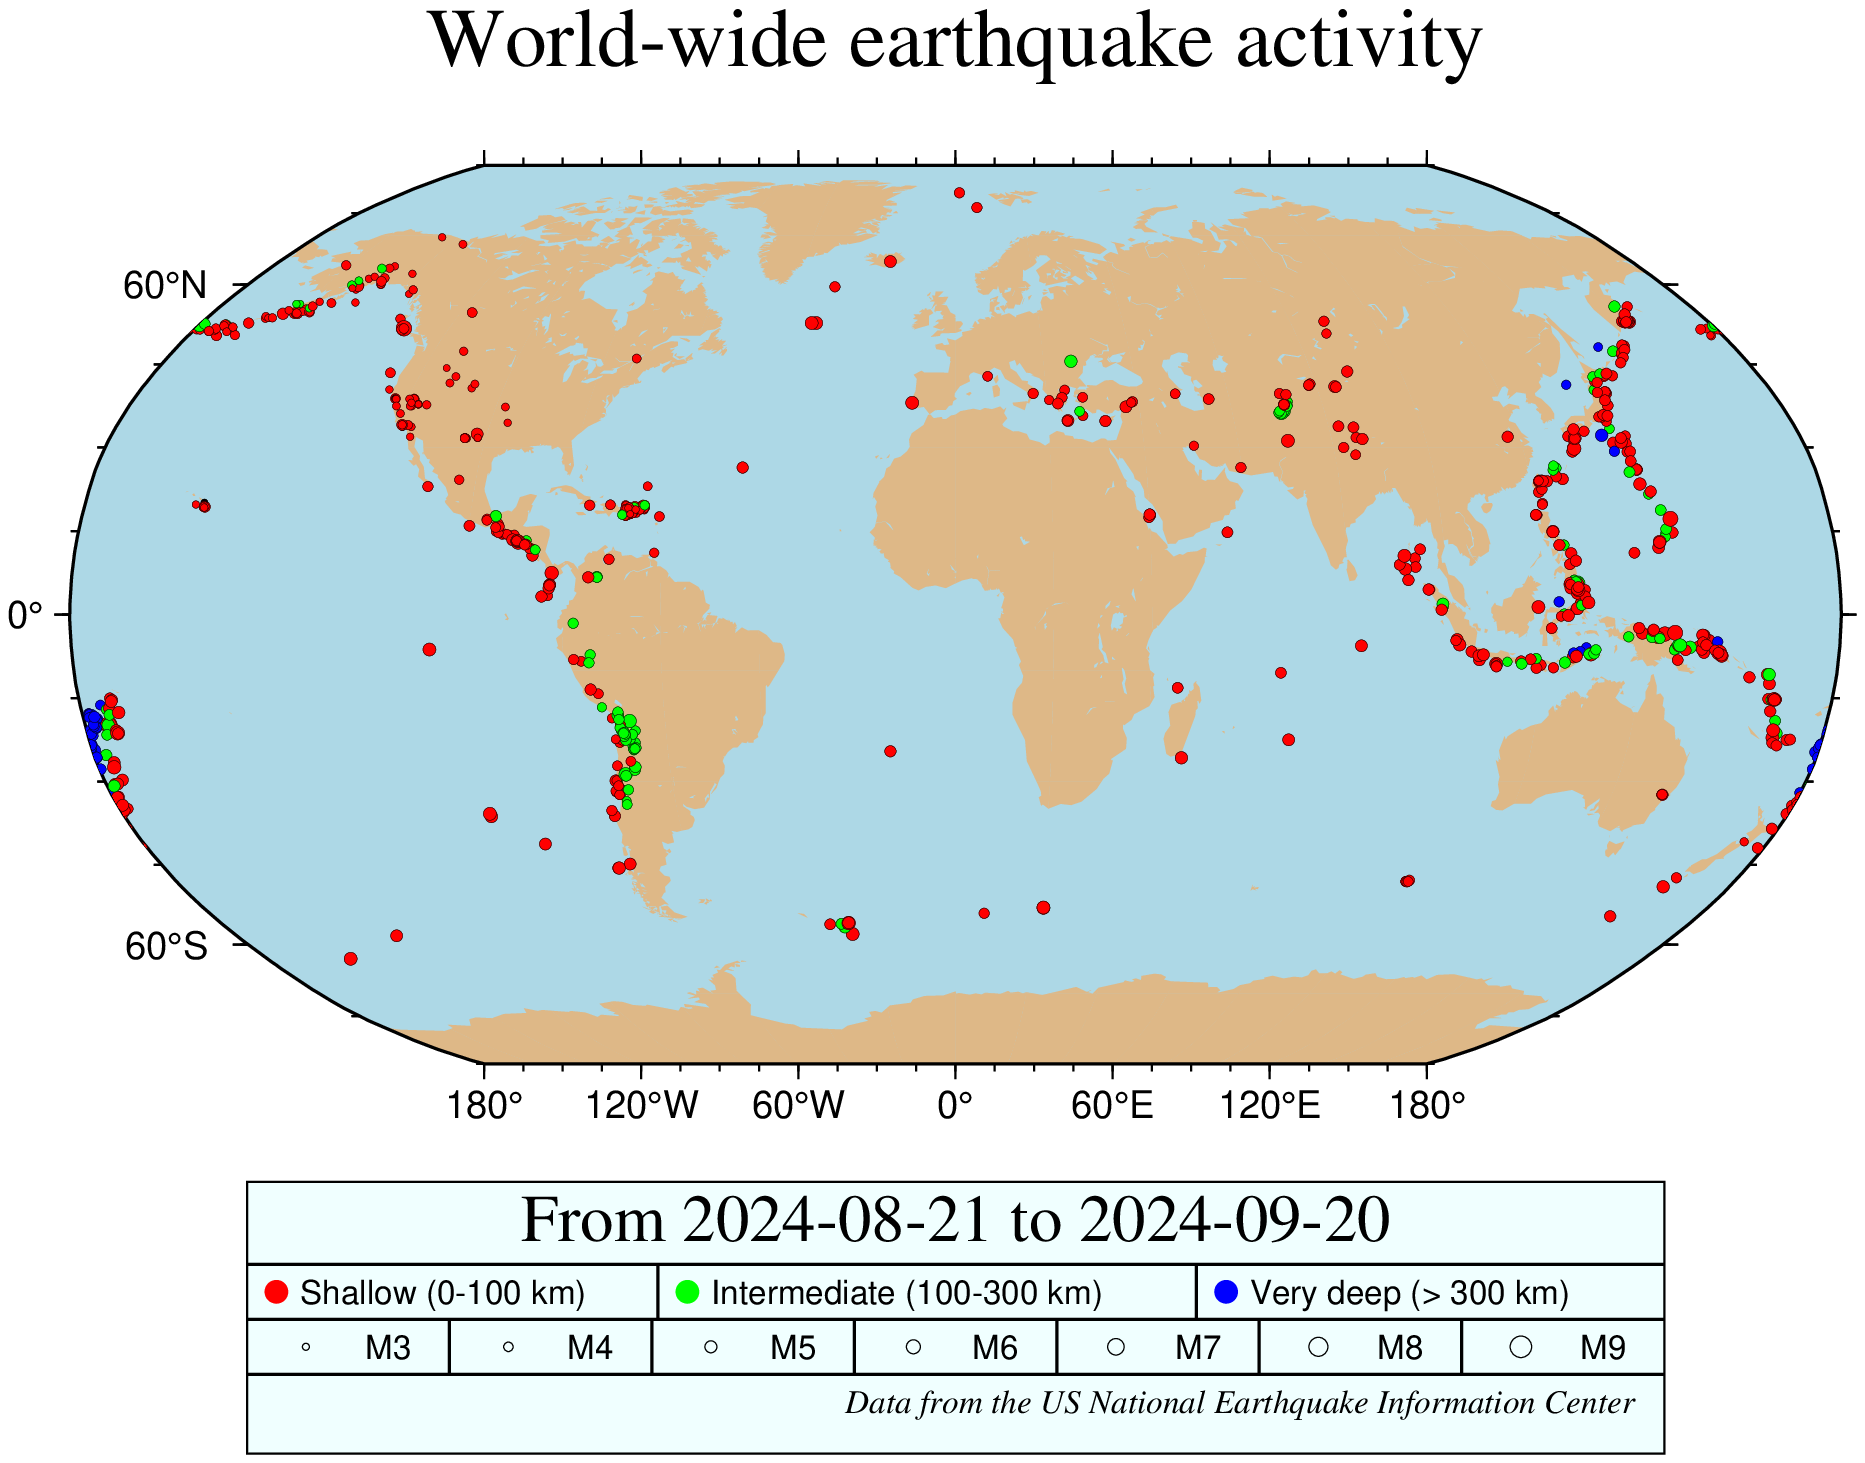 World-wide earthquake activity
60°N
0°
60°S
180° 120°W 60°W 0° 60°E 120°E 180°
From 2024-08-21 to 2024-09-20
Shallow (0-100 km) Intermediate (100-300 km) Very deep (> 300 km)
M3 M4 M5 M6 M7 M8 M9
Data from the US National Earthquake Information Center